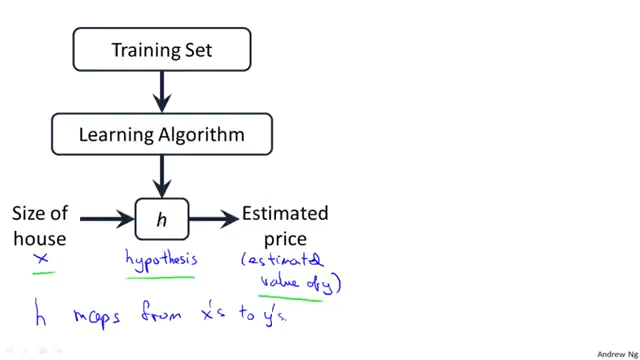 Training Set
Learning Algorithm
Size of
house
h
Estimated
price
x
hypothesis
(estimated
value of y)
h maps from x's to y's
Andrew Ng